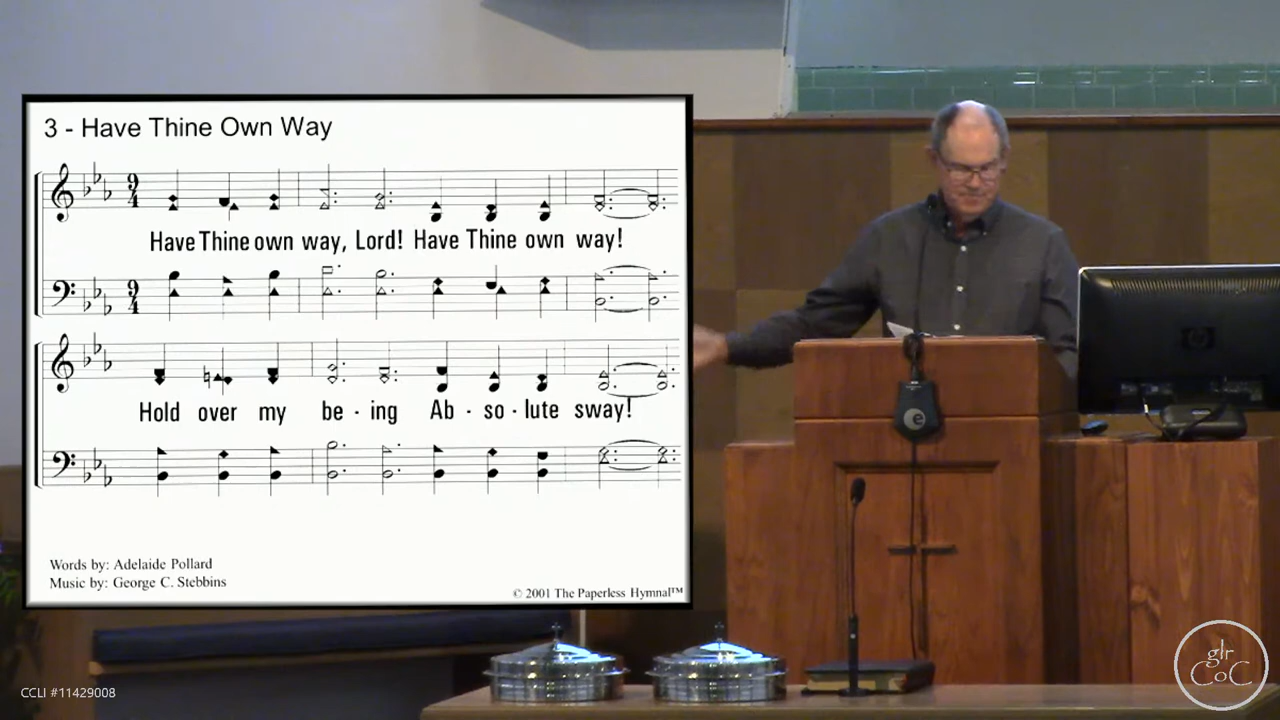 3 - Have Thine Own Way
9
4
Have Thine own way, Lord! Have Thine own way!
9
4
Hold over my be - ing Ab - so - lute sway!
Words by: Adelaide Pollard
Music by: George C. Stebbins
© 2001 The Paperless Hymnal™
e
hp
CCLI #11429008
glr
CoC